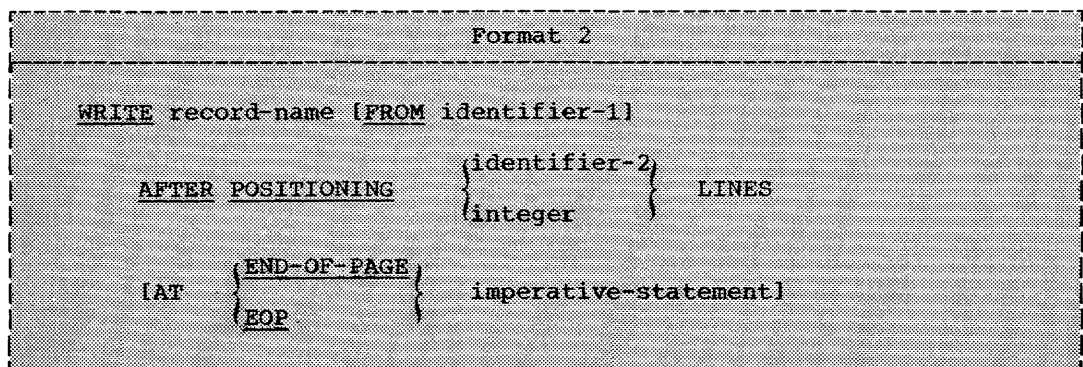 Format 2
WRITE record-name [FROM identifier-1]
AFTER POSITIONING {identifier-2 / integer} LINES
[AT {END-OF-PAGE / EOP} imperative-statement]